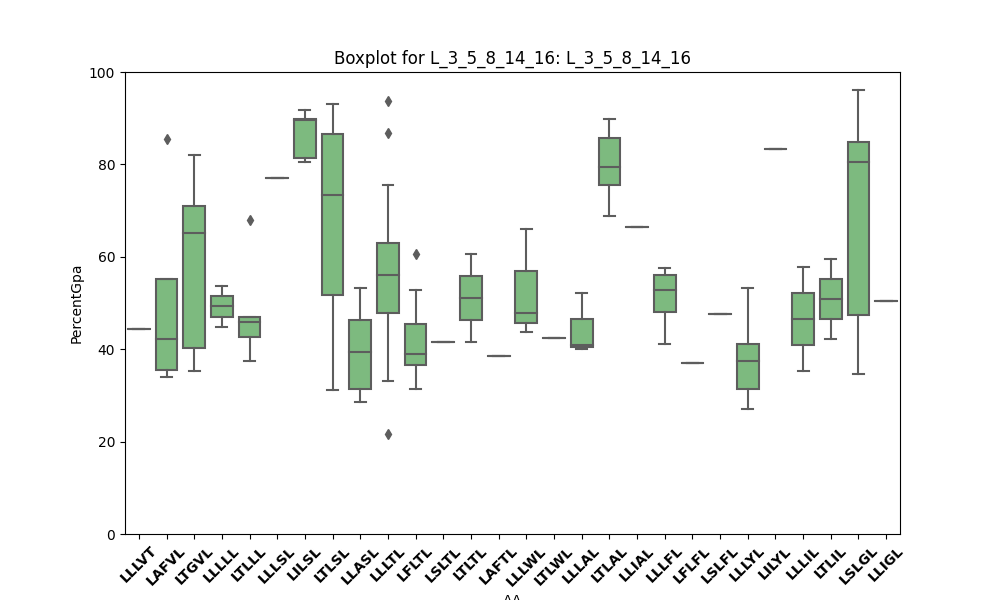 Boxplot for L_3_5_8_14_16: L_3_5_8_14_16
PercentGpa
100
80
60
40
20
0
LLLVT LAFVL LTGVL LLLLL LTLLL LLLSL LILSL LTLSL LLASL LLLTL LFLTL LSLTL LTLTL LAFTL LLLWL LTLWL LLLAL LTLAL LLIAL LLLFL LFLFL LSLFL LLLYL LILYL LLLIL LTLIL LSLGL LLIGL
AA